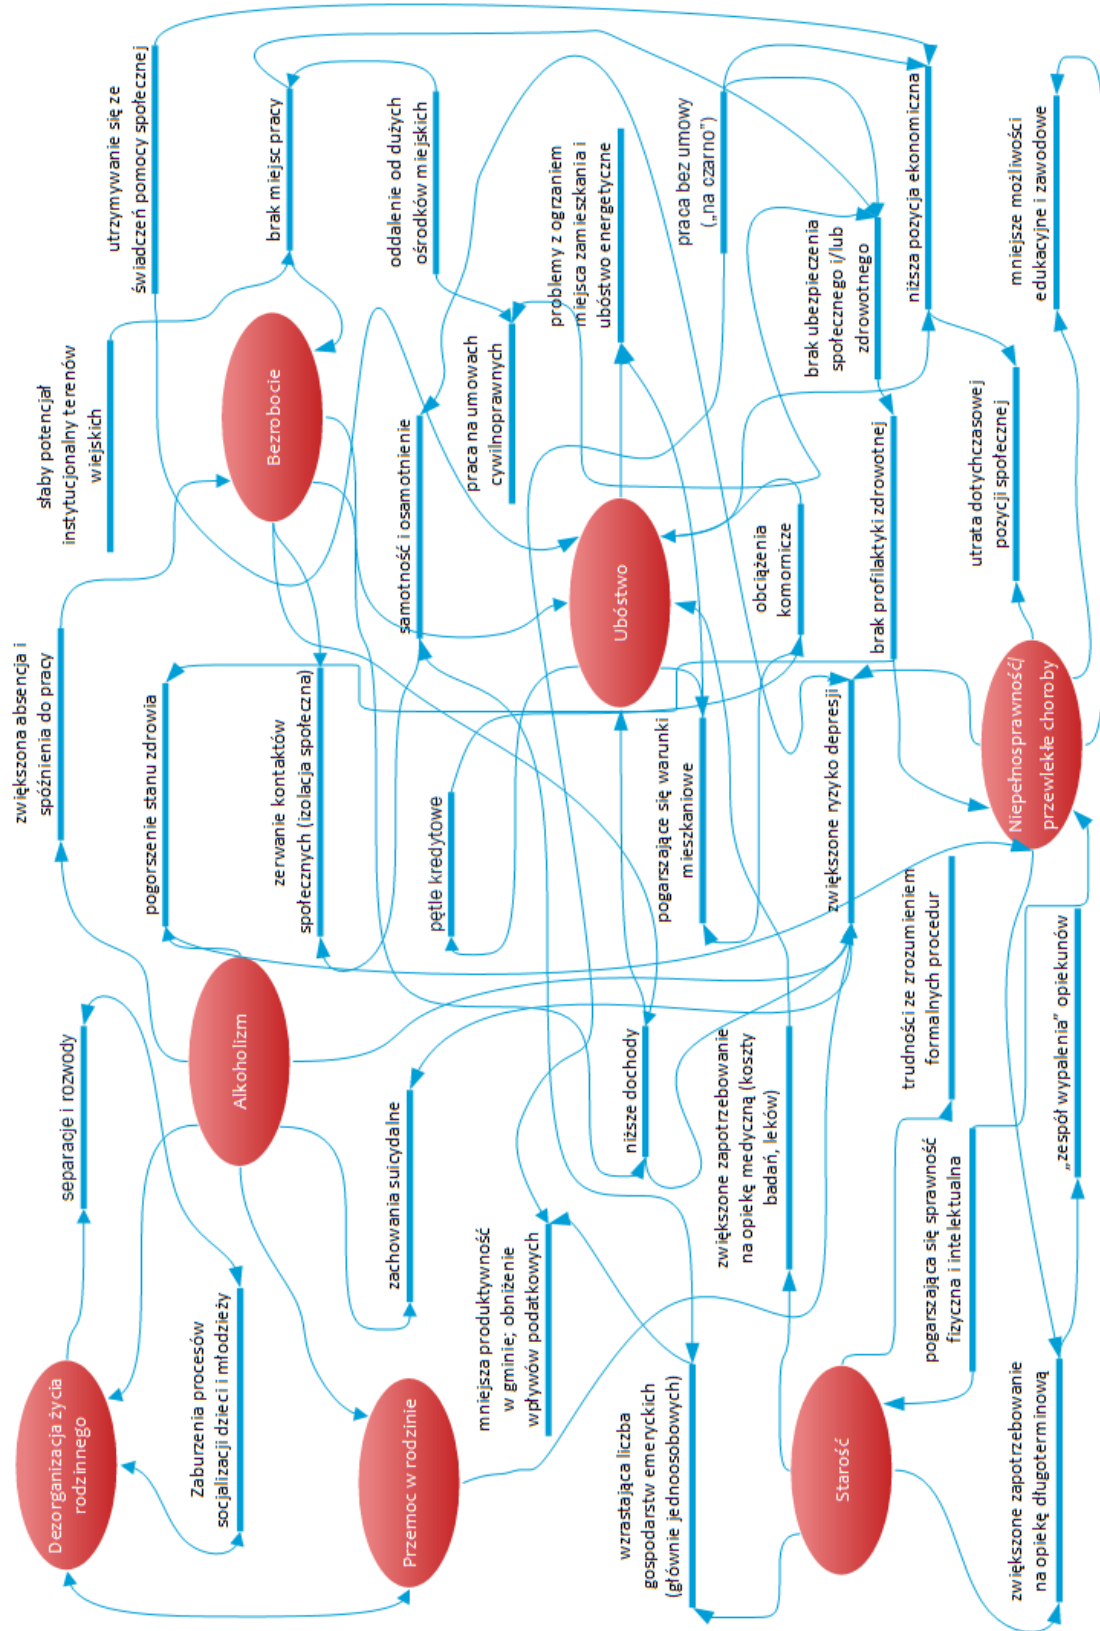 Dezorganizacja życia
rodzinnego
separacje i rozwody
zwiększona absencja i
spóźnienia do pracy
słaby potencjał
instytucjonalny terenów
wiejskich
utrzymywanie się ze
świadczeń pomocy społecznej
Zaburzenia procesów
socjalizacji dzieci i młodzieży
Alkoholizm
pogorszenie stanu zdrowia
Bezrobocie
brak miejsc pracy
zerwanie kontaktów
społecznych (izolacja społeczna)
Przemoc w rodzinie
zachowania suicydalne
samotność i osamotnienie
oddalenie od dużych
ośrodków miejskich
pętle kredytowe
praca na umowach
cywilnoprawnych
mniejsza produktywność
w gminie; obniżenie
wpływów podatkowych
niższe dochody
Ubóstwo
problemy z ogrzaniem
miejsca zamieszkania i
ubóstwo energetyczne
wzrastająca liczba
gospodarstw emeryckich
(głównie jednoosobowych)
pogarszające się warunki
mieszkaniowe
praca bez umowy
(„na czarno”)
zwiększone zapotrzebowanie
na opiekę medyczną (koszty
badań, leków)
obciążenia
komornicze
Starość
zwiększone ryzyko depresji
brak ubezpieczenia
społecznego i/lub
zdrowotnego
brak profilaktyki zdrowotnej
niższa pozycja ekonomiczna
trudności ze zrozumieniem
formalnych procedur
pogarszająca się sprawność
fizyczna i intelektualna
utrata dotychczasowej
pozycji społecznej
Niepełnosprawność/
przewlekłe choroby
mniejsze możliwości
edukacyjne i zawodowe
zwiększone zapotrzebowanie
na opiekę długoterminową
„zespół wypalenia” opiekunów